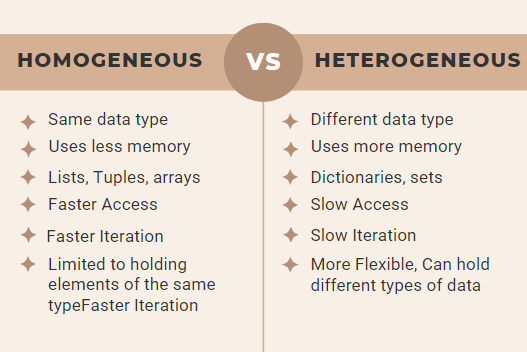 HOMOGENEOUS
VS
HETEROGENEOUS
Same data type
Uses less memory
Lists, Tuples, arrays
Faster Access
Faster Iteration
Limited to holding
elements of the same
typeFaster Iteration
Different data type
Uses more memory
Dictionaries, sets
Slow Access
Slow Iteration
More Flexible, Can hold
different types of data